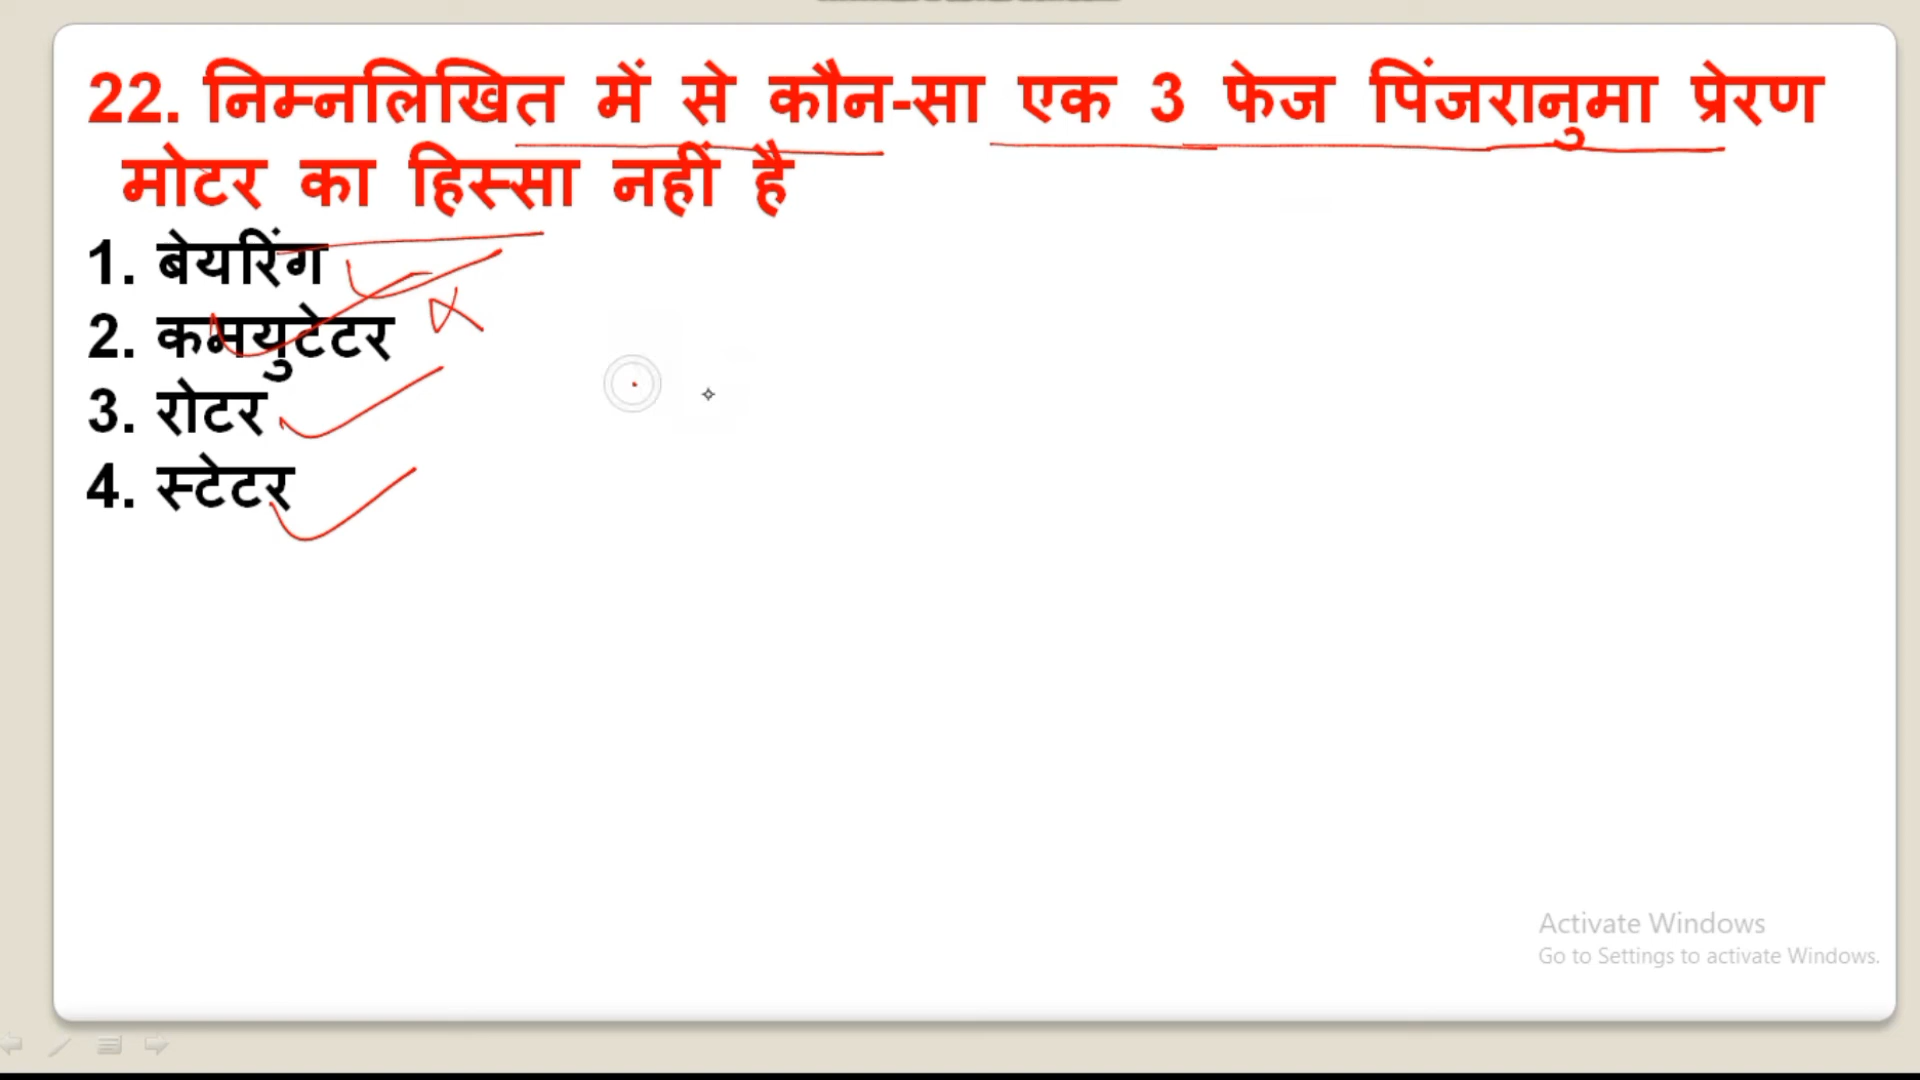 22. निम्नलिखित में से कौन-सा एक 3 फेज पिंजरानुमा प्रेरण
मोटर का हिस्सा नहीं है
1. बेयरिंग
2. कमयुटेटर
3. रोटर
4. स्टेटर
Activate Windows
Go to Settings to activate Windows.